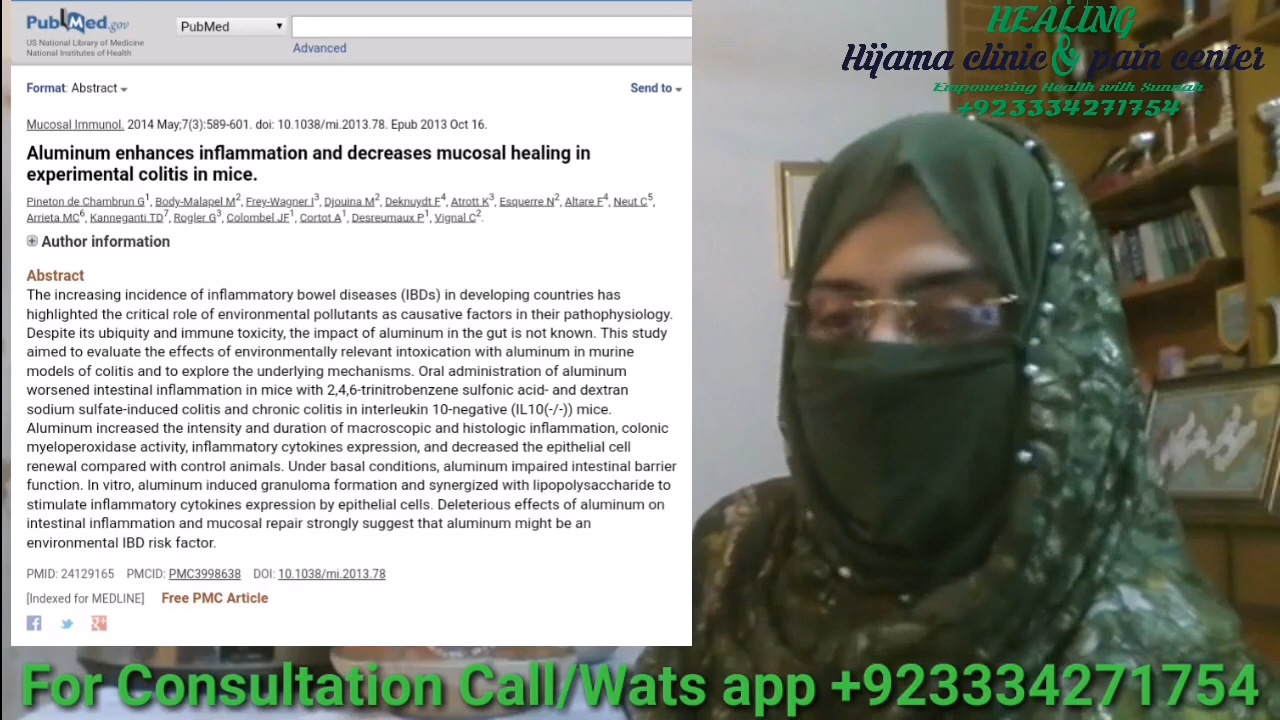 PubMed.gov
US National Library of Medicine
National Institutes of Health
PubMed
Advanced
Format: Abstract
Send to
Mucosal Immunol. 2014 May;7(3):589-601. doi: 10.1038/mi.2013.78. Epub 2013 Oct 16.
Aluminum enhances inflammation and decreases mucosal healing in
experimental colitis in mice.
Pineton de Chambrun G1, Body-Malapel M2, Frey-Wagner I3, Djouina M2, Deknuydt F4, Atrott K3, Esquerre N2, Altare F4, Neut C5,
Arrieta MC6, Kanneganti TD7, Rogler G3, Colombel JF1, Cortot A1, Desreumaux P1, Vignal C2.
Author information
Abstract
The increasing incidence of inflammatory bowel diseases (IBDs) in developing countries has
highlighted the critical role of environmental pollutants as causative factors in their pathophysiology.
Despite its ubiquity and immune toxicity, the impact of aluminum in the gut is not known. This study
aimed to evaluate the effects of environmentally relevant intoxication with aluminum in murine
models of colitis and to explore the underlying mechanisms. Oral administration of aluminum
worsened intestinal inflammation in mice with 2,4,6-trinitrobenzene sulfonic acid- and dextran
sodium sulfate-induced colitis and chronic colitis in interleukin 10-negative (IL10(-/-)) mice.
Aluminum increased the intensity and duration of macroscopic and histologic inflammation, colonic
myeloperoxidase activity, inflammatory cytokines expression, and decreased the epithelial cell
renewal compared with control animals. Under basal conditions, aluminum impaired intestinal barrier
function. In vitro, aluminum induced granuloma formation and synergized with lipopolysaccharide to
stimulate inflammatory cytokines expression by epithelial cells. Deleterious effects of aluminum on
intestinal inflammation and mucosal repair strongly suggest that aluminum might be an
environmental IBD risk factor.
PMID: 24129165 PMCID: PMC3998638 DOI: 10.1038/mi.2013.78
[Indexed for MEDLINE] Free PMC Article
HEALING
Hijama clinic & pain center
Empowering Health with Sunnah
+923334271754
For Consultation Call/Wats app +923334271754